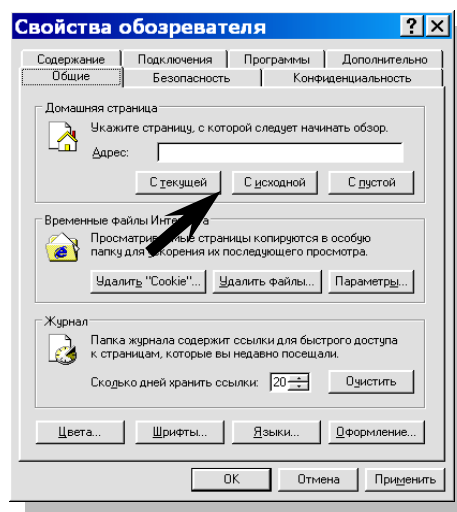 Свойства обозревателя
Содержание Подключения Программы Дополнительно
Общие Безопасность Конфиденциальность
Домашняя страница
Укажите страницу, с которой следует начинать обзор.
Адрес:
С текущей С исходной С пустой
Временные файлы Интернета
Просматриваемые страницы копируются в особую
папку для ускорения их последующего просмотра.
Удалить "Cookie"... Удалить файлы... Параметры...
Журнал
Папка журнала содержит ссылки для быстрого доступа
к страницам, которые вы недавно посещали.
Сколько дней хранить ссылки: 20 Очистить
Цвета... Шрифты... Языки... Оформление...
OK Отмена Применить